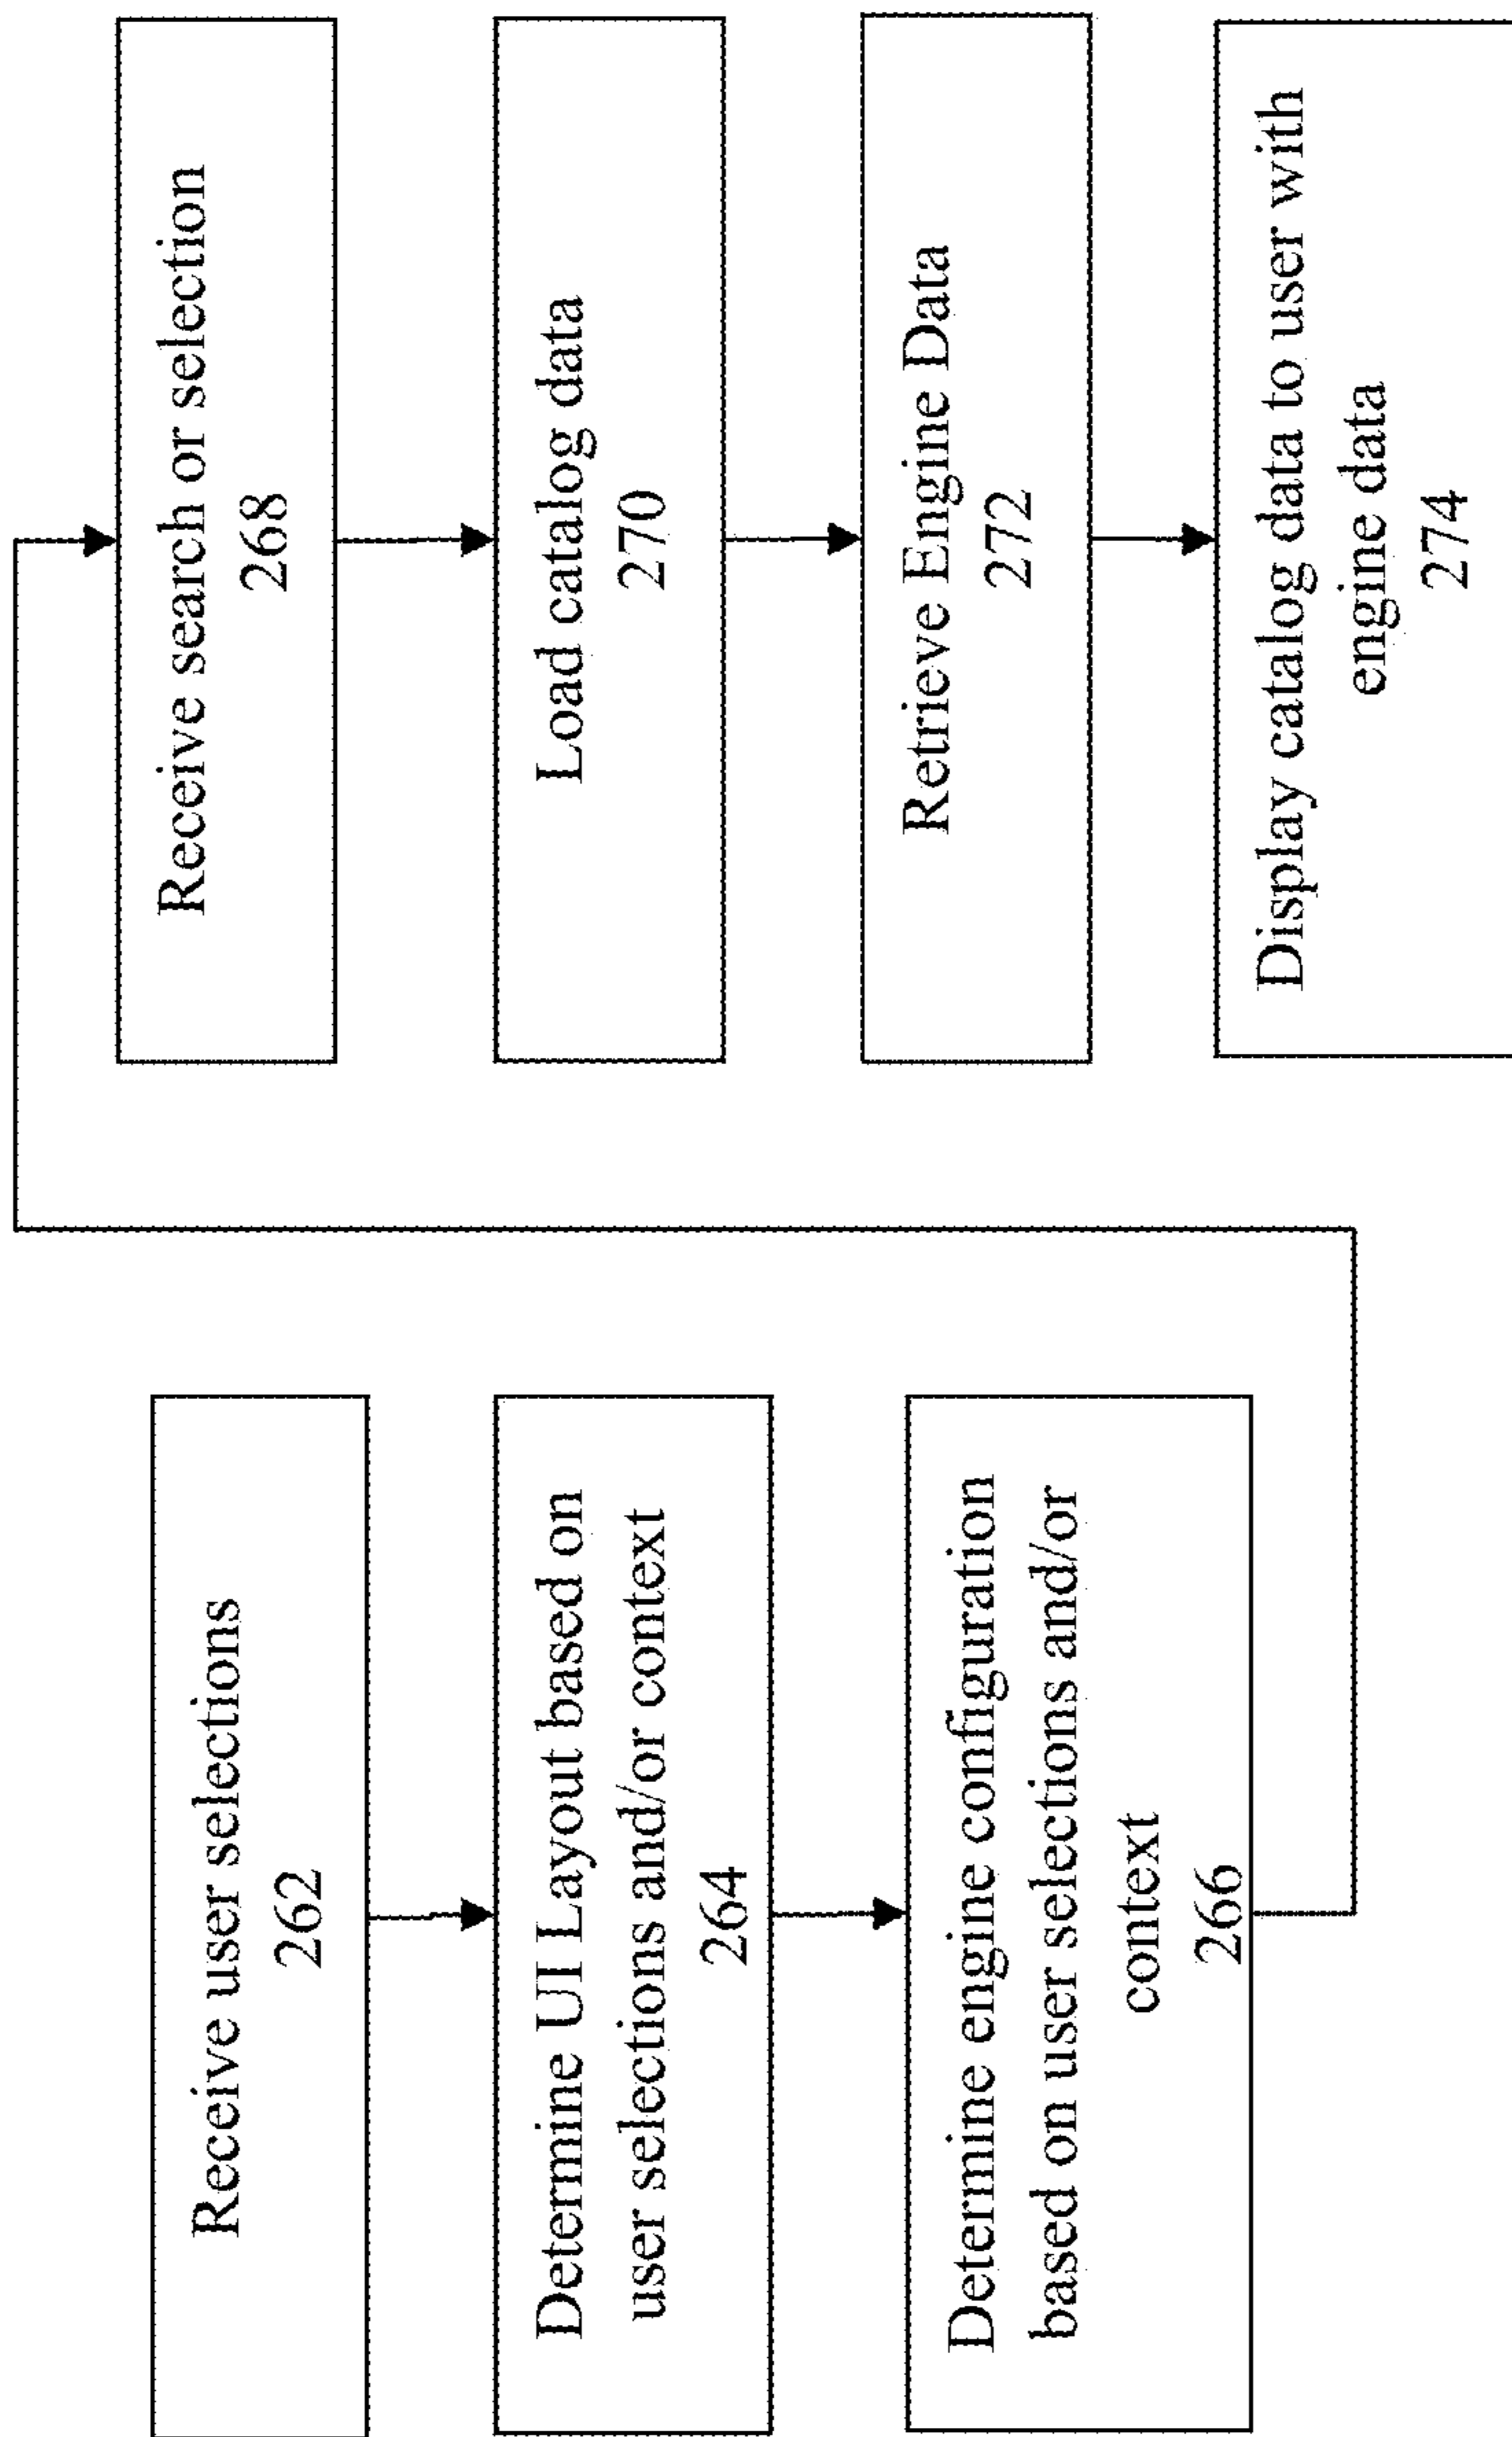 Receive user selections
262
Determine UI Layout based on
user selections and/or context
264
Determine engine configuration
based on user selections and/or
context
266
Receive search or selection
268
Load catalog data
270
Retrieve Engine Data
272
Display catalog data to user with
engine data
274